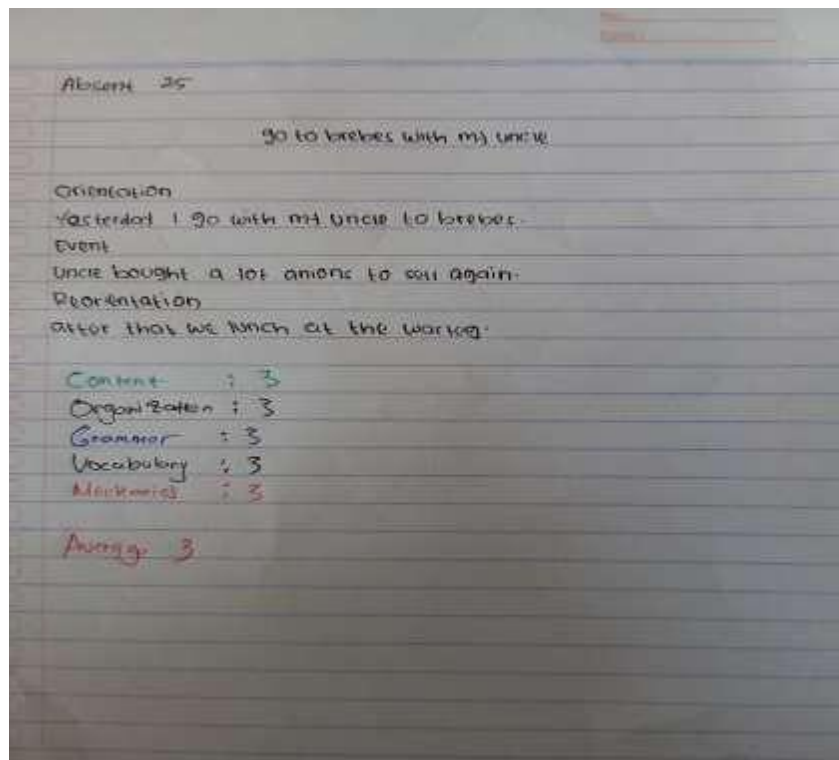 Absent 25
go to brebes with my uncle
Orientation
Yesterday I go with my uncle to brebes.
Event
Uncle bought a lot anions to sell again.
Reorientation
after that we lunch at the
Content : 3
Organization : 3
Grammar : 3
Vocabulary : 3
Mechanics : 3
Average 3